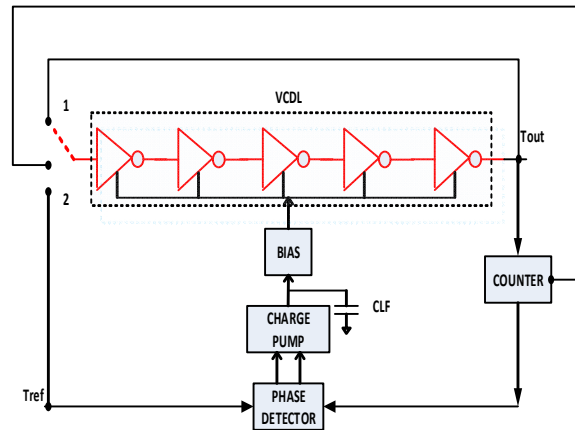 1
VCDL
Tout
2
BIAS
COUNTER
CLF
CHARGE
PUMP
Tref
PHASE
DETECTOR